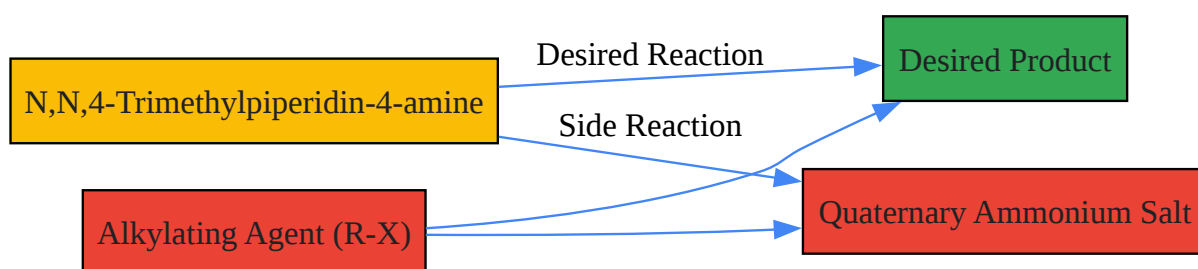 Desired Reaction
Desired Product
N,N,4-Trimethylpiperidin-4-amine
Side Reaction
Alkylating Agent (R-X)
Quaternary Ammonium Salt